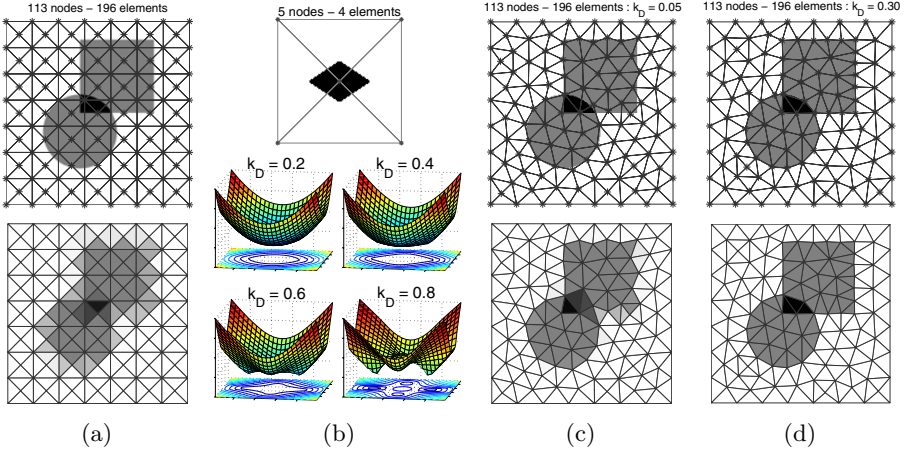 113 nodes − 196 elements
5 nodes − 4 elements
k_D = 0.2
k_D = 0.4
k_D = 0.6
k_D = 0.8
113 nodes − 196 elements : k_D = 0.05
113 nodes − 196 elements : k_D = 0.30
(a)
(b)
(c)
(d)